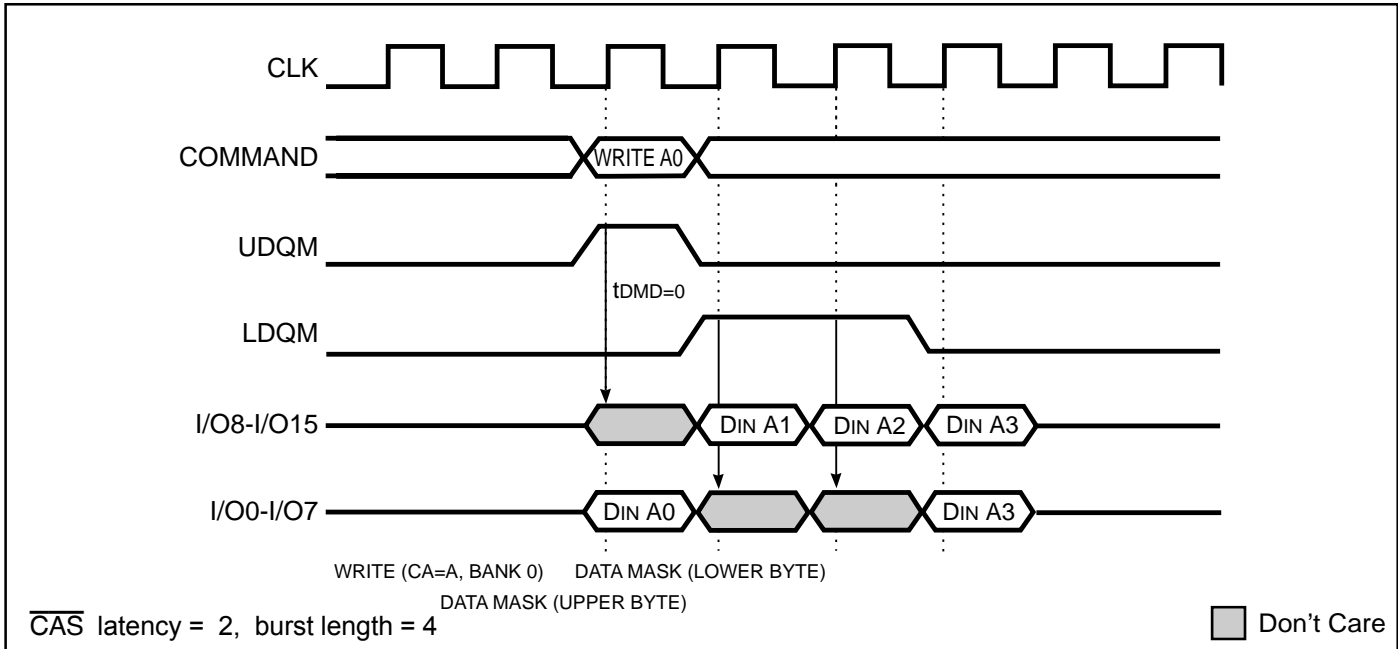 CLK
COMMAND WRITE A0
UDQM
tDMD=0
LDQM
I/O8-I/O15 DIN A1 DIN A2 DIN A3
I/O0-I/O7 DIN A0 DIN A3
WRITE (CA=A, BANK 0) DATA MASK (LOWER BYTE)
DATA MASK (UPPER BYTE)
CAS latency = 2, burst length = 4 Don't Care